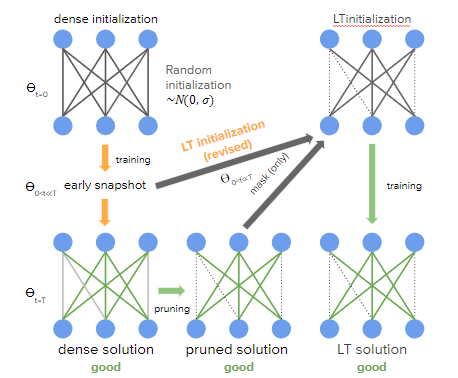 dense initialization
LTinitialization
Random
initialization
~N(0, σ)
Θt=0
LT initialization
(revised)
training
Θ0<t≪T early snapshot
Θ0<t≪T
mask (only)
training
Θt=T
pruning
dense solution
good
pruned solution
good
LT solution
good